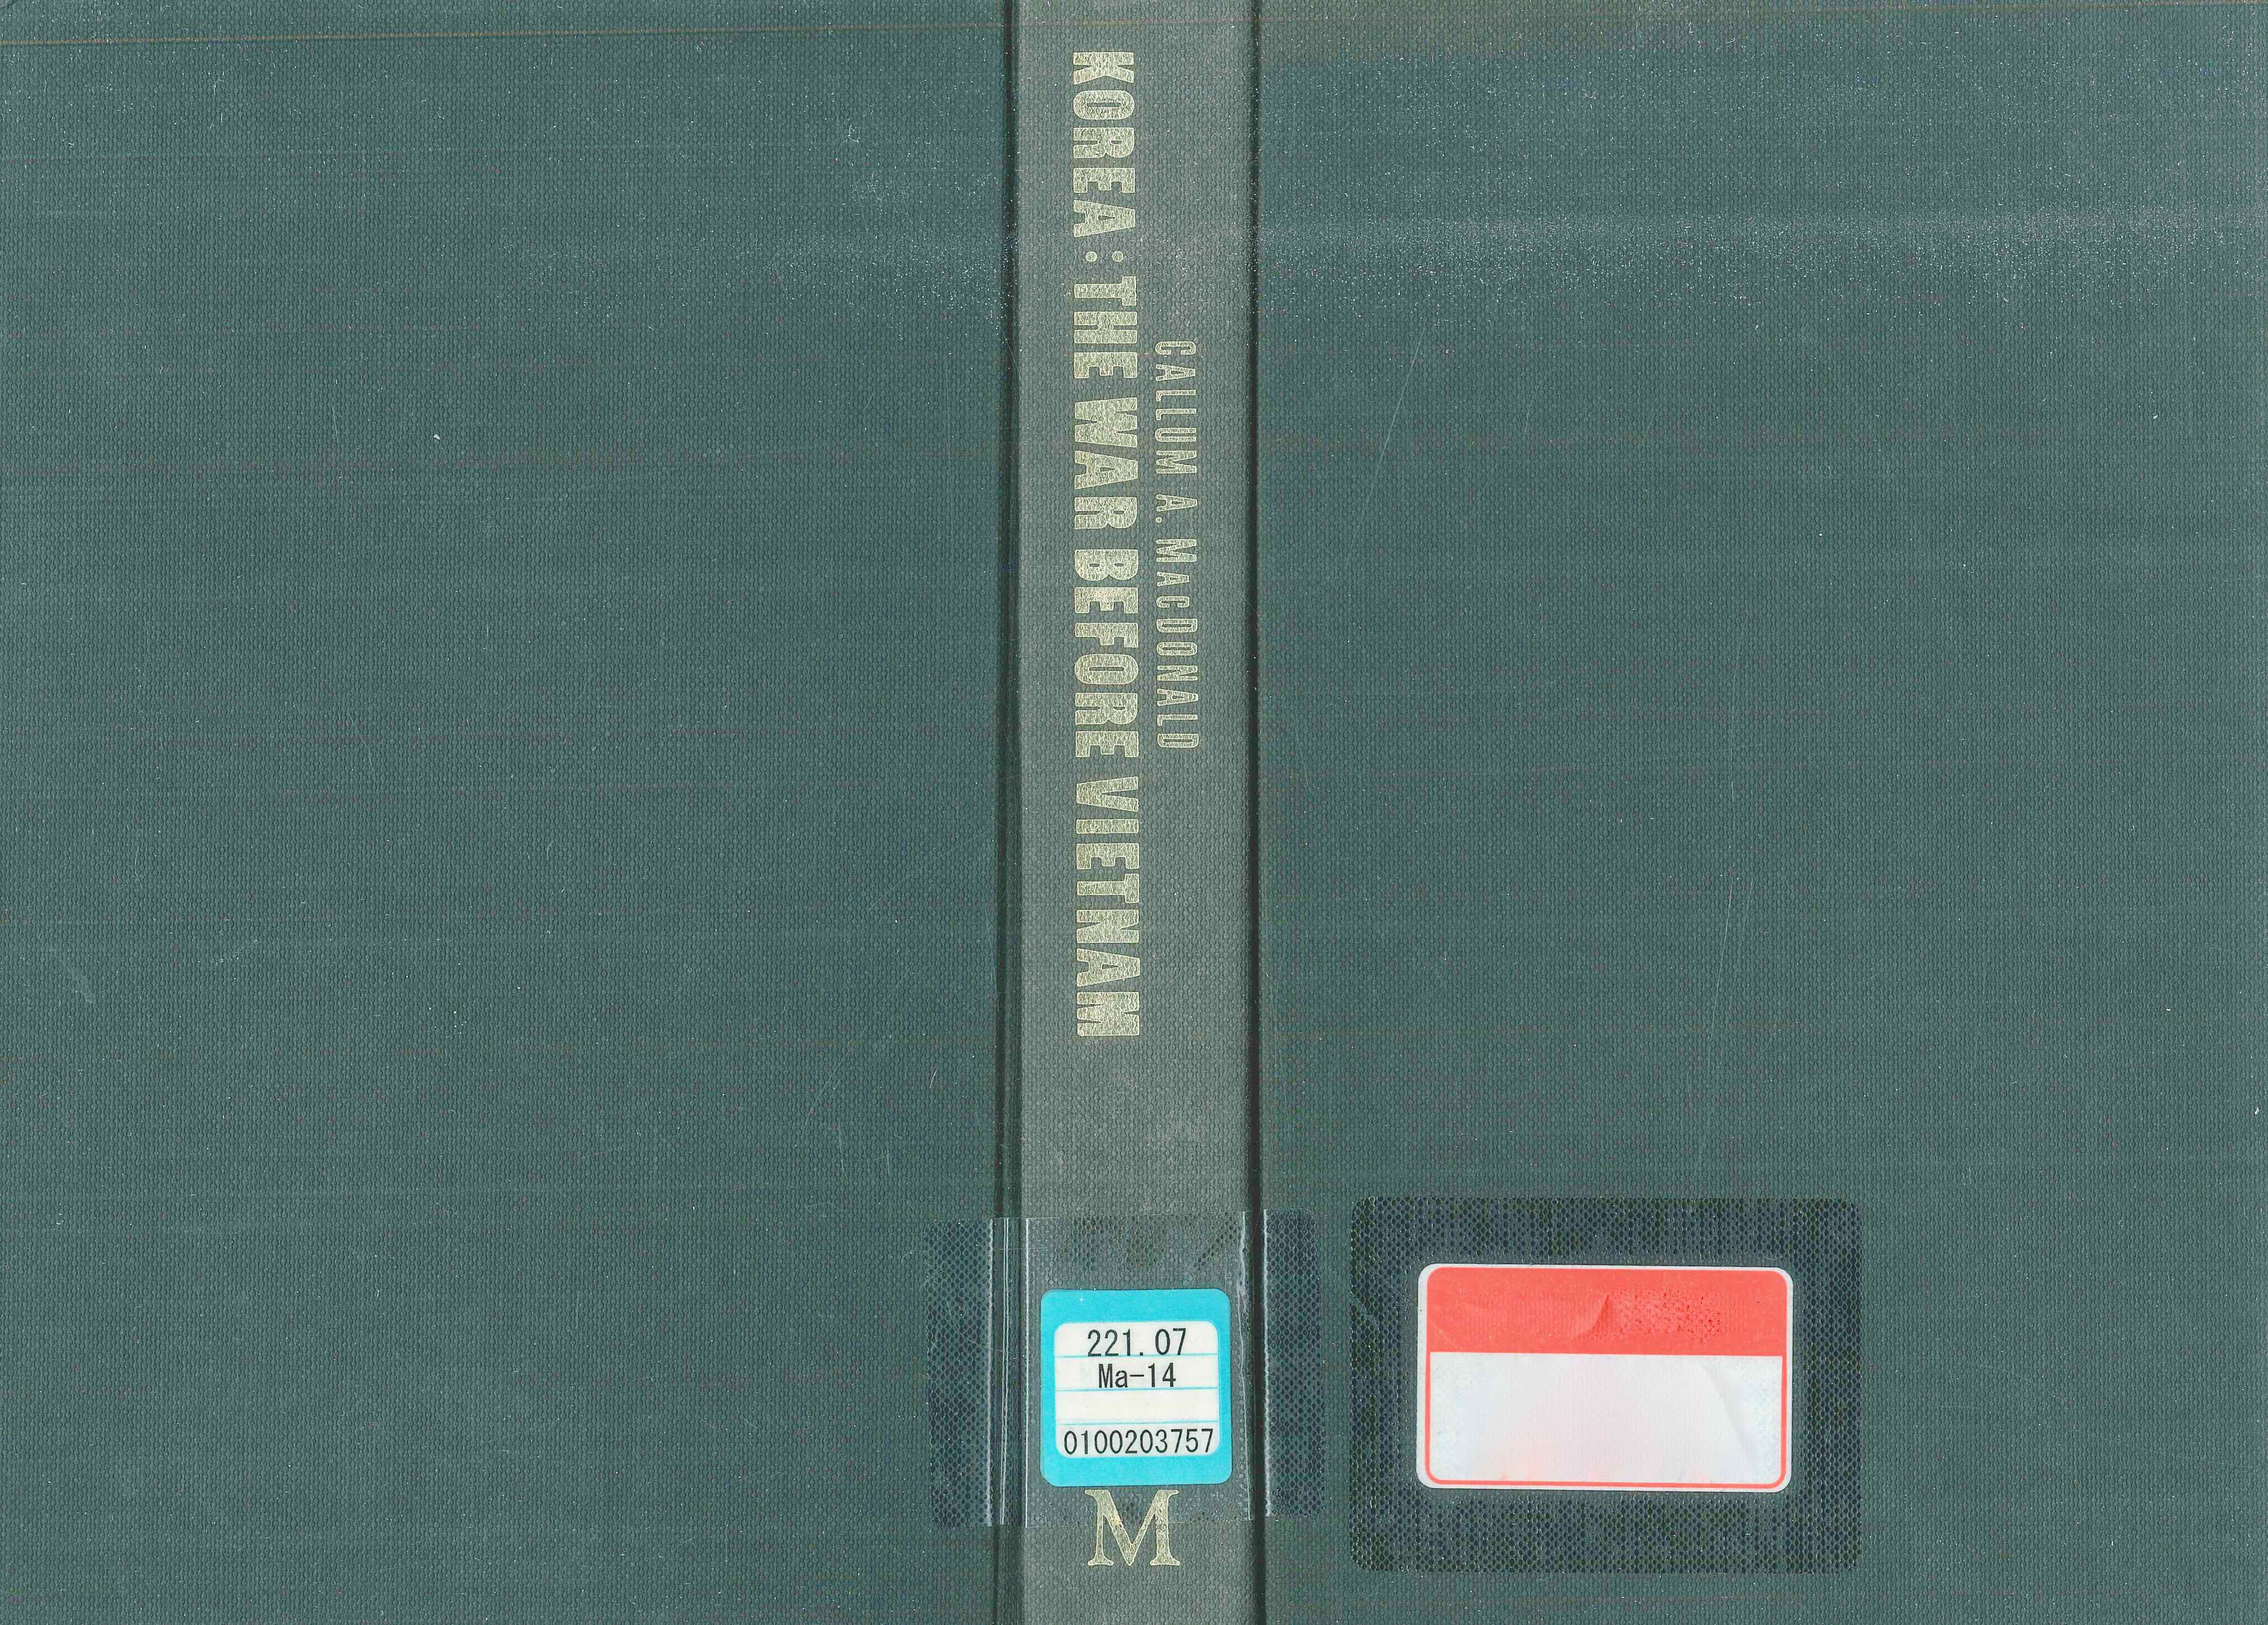 CALLUM A. MACDONALD
KOREA: THE WAR BEFORE VIETNAM
221.07
Ma-14
0100203757
M